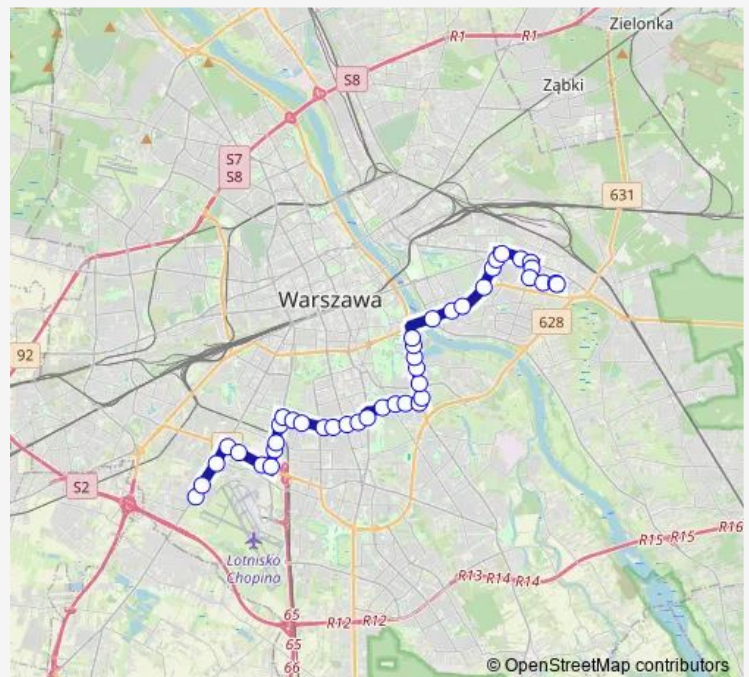 Zielonka
R1
R1
S8
Ząbki
S7
S8
631
Warszawa
628
92
S2
Lotnisko
Chopina
R15
R15
R16
R13
R14
R14
65
R12
R12
65
66
© OpenStreetMap contributors